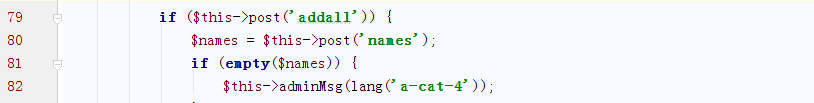 79 if ($this->post('addall')) {
80 $names = $this->post('names');
81 if (empty($names)) {
82 $this->adminMsg(lang('a-cat-4'));